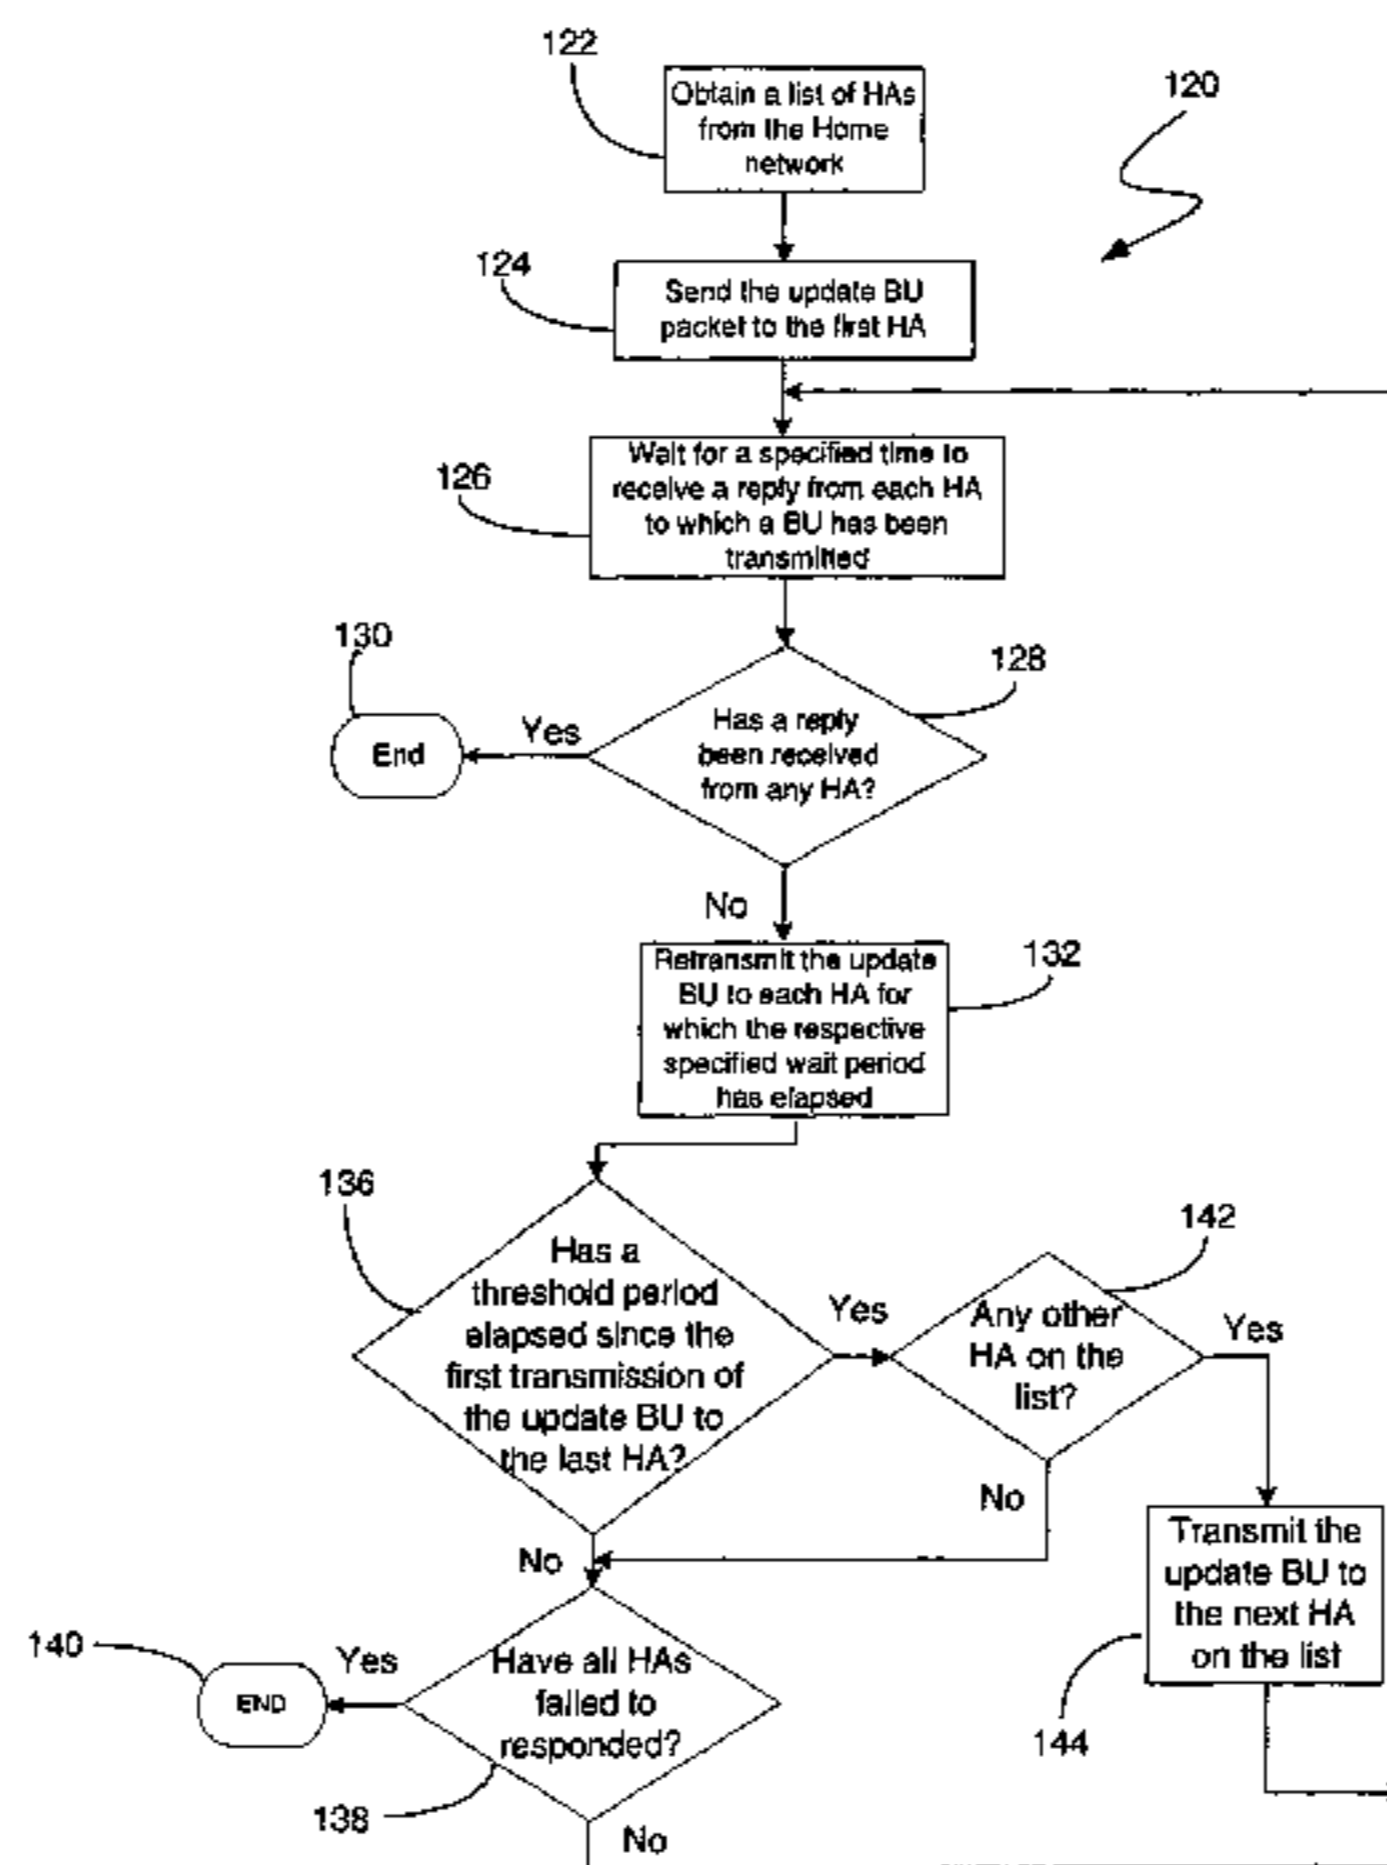 122
Obtain a list of HAs
from the Home
network
120
124
Send the update BU
packet to the first HA
126
Wait for a specified time to
receive a reply from each HA
to which a BU has been
transmitted
130
End
Yes
128
Has a reply
been received
from any HA?
No
132
Retransmit the update
BU to each HA for
which the respective
specified wait period
has elapsed
136
Has a
threshold period
elapsed since the
first transmission of
the update BU to
the last HA?
Yes
142
Any other
HA on the
list?
Yes
No
No
144
Transmit the
update BU to
the next HA
on the list
140
END
Yes
Have all HAs
failed to
responded?
138
No